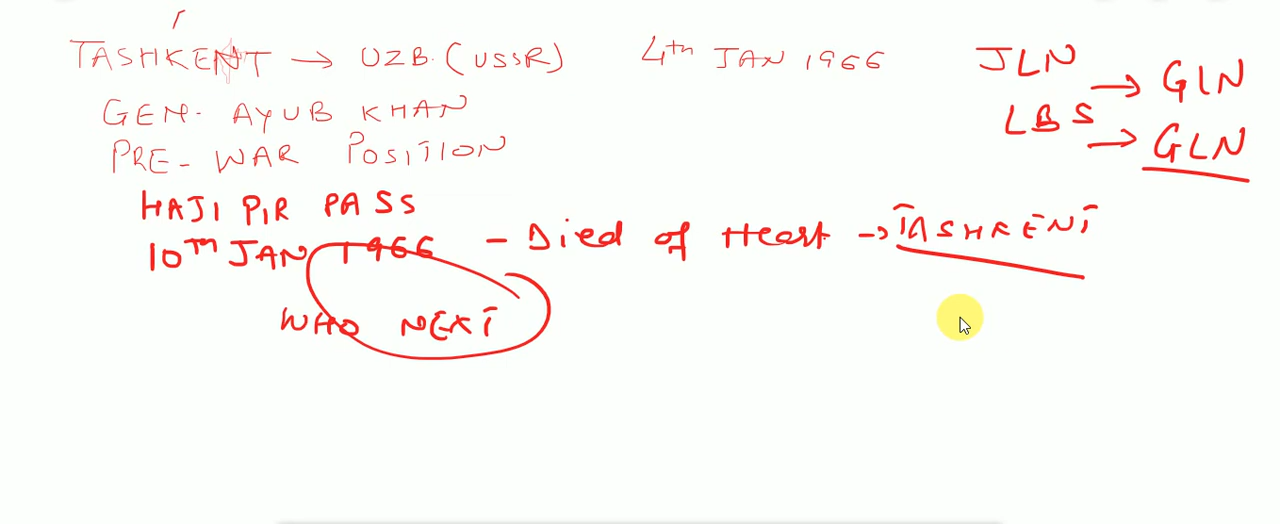 TASHKENT → UZB. (USSR) 4th JAN 1966
GEN. AYUB KHAN
PRE-WAR POSITION
HAJI PIR PASS
10TH JAN 1966 - Died of Heart → TASHKENT
WHO NEXT
JLN → GLN
LBS → GLN